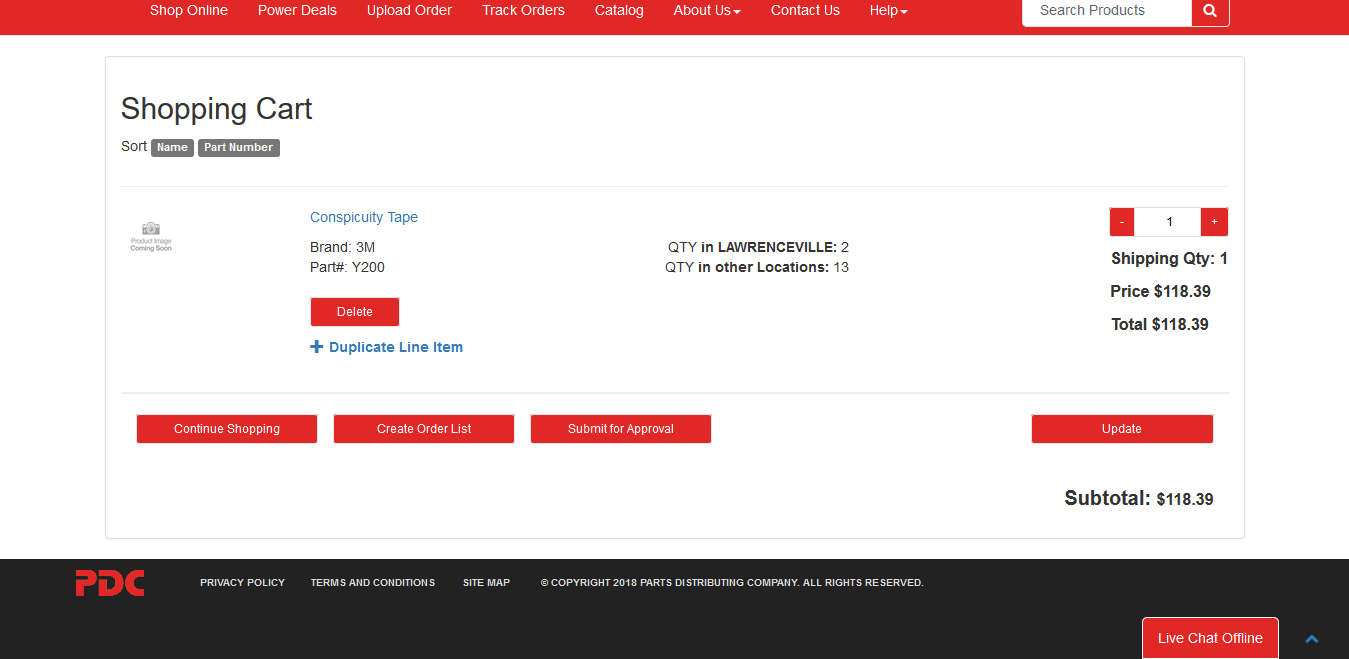 Shop Online Power Deals Upload Order Track Orders Catalog About Us Contact Us Help Search Products
Shopping Cart
Sort Name Part Number
Product Image
Coming Soon
Conspicuity Tape
Brand: 3M
Part#: Y200
Delete
Duplicate Line Item
QTY in LAWRENCEVILLE: 2
QTY in other Locations: 13
- 1 +
Shipping Qty: 1
Price $118.39
Total $118.39
Continue Shopping Create Order List Submit for Approval Update
Subtotal: $118.39
PDC PRIVACY POLICY TERMS AND CONDITIONS SITE MAP © COPYRIGHT 2018 PARTS DISTRIBUTING COMPANY. ALL RIGHTS RESERVED.
Live Chat Offline